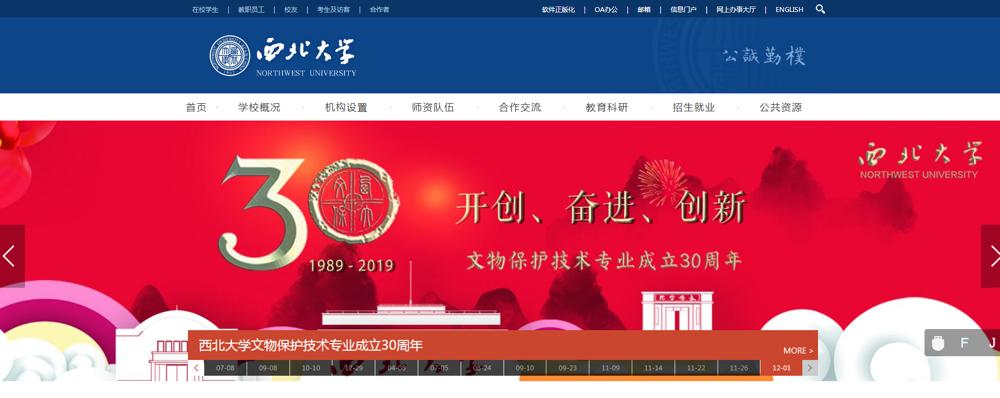 在校学生 | 教职员工 | 校友 | 考生及访客 | 合作者
软件正版化 | OA办公 | 邮箱 | 信息门户 | 网上办事大厅 | ENGLISH
西北大学
NORTHWEST UNIVERSITY
NORTHWEST UNIVERSITY XI'AN CHINA
1902
公誠勤樸
首页 · 学校概况 · 机构设置 · 师资队伍 · 合作交流 · 教育科研 · 招生就业 · 公共资源
西北大学
NORTHWEST UNIVERSITY
30
1989 - 2019
开创、奋进、创新
文物保护技术专业成立30周年
西北大学文物保护技术专业成立30周年
MORE >
07-08 09-08 10-10 12-29 04-08 07-05 08-24 09-10 09-23 11-09 11-14 11-22 11-26 12-01
F J